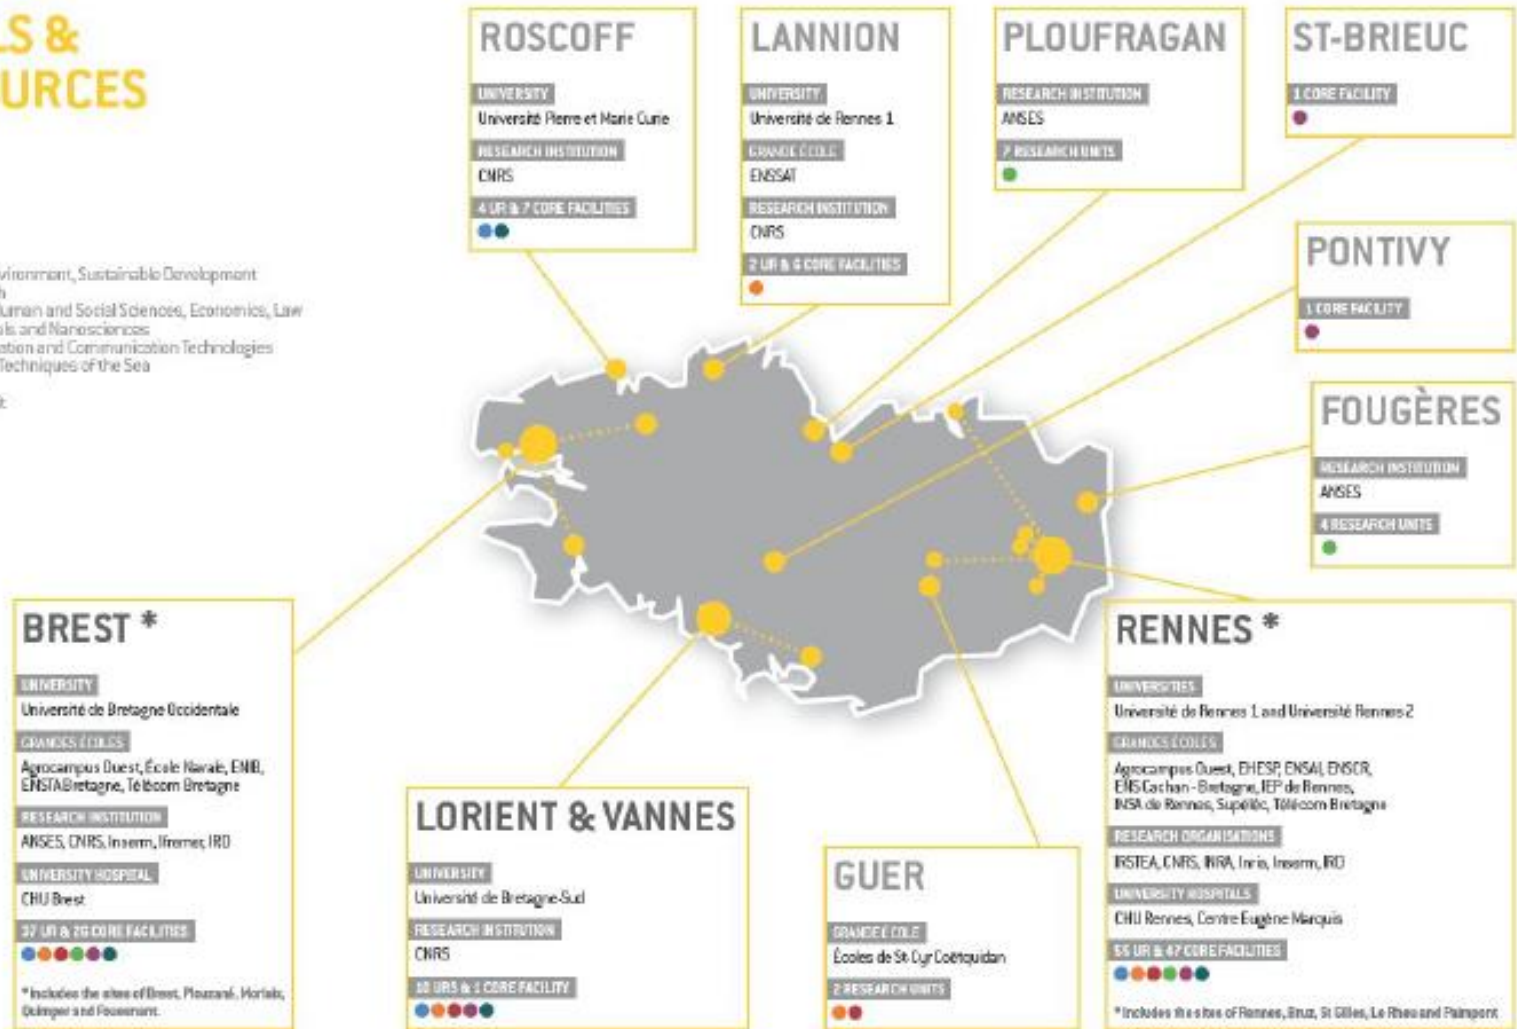 LS &
URCES
vironment, Sustainable Development
h
uman and Social Sciences, Economics, Law
ls and Nanosciences
ation and Communication Technologies
Techniques of the Sea
t
ROSCOFF
UNIVERSITY
Université Pierre et Marie Curie
RESEARCH INSTITUTION
CNRS
4 UR & 7 CORE FACILITIES
LANNION
UNIVERSITY
Université de Rennes 1
GRANDE ÉCOLE
ENSSAT
RESEARCH INSTITUTION
CNRS
2 UR & 6 CORE FACILITIES
PLOUFRAGAN
RESEARCH INSTITUTION
ANSES
7 RESEARCH UNITS
ST-BRIEUC
1 CORE FACILITY
PONTIVY
1 CORE FACILITY
FOUGÈRES
RESEARCH INSTITUTION
ANSES
4 RESEARCH UNITS
BREST *
UNIVERSITY
Université de Bretagne Occidentale
GRANDES ÉCOLES
Agrocampus Ouest, École Navale, ENIB,
ENSTA Bretagne, Télécom Bretagne
RESEARCH INSTITUTION
ANSES, CNRS, Inserm, Ifremer, IRD
UNIVERSITY HOSPITAL
CHU Brest
37 UR & 26 CORE FACILITIES
*Includes the sites of Brest, Plouzané, Morlaix,
Quimper and Fouesnant.
LORIENT & VANNES
UNIVERSITY
Université de Bretagne-Sud
RESEARCH INSTITUTION
CNRS
10 URS & 1 CORE FACILITY
GUER
GRANDE ÉCOLE
Écoles de St-Cyr Coëtquidan
2 RESEARCH UNITS
RENNES *
UNIVERSITIES
Université de Rennes 1 and Université Rennes 2
GRANDES ÉCOLES
Agrocampus Ouest, EHESP, ENSAI, ENSCR,
ENS Cachan - Bretagne, IEP de Rennes,
INSA de Rennes, Supélec, Télécom Bretagne
RESEARCH ORGANISATIONS
IRSTEA, CNRS, INRA, Inria, Inserm, IRD
UNIVERSITY HOSPITALS
CHU Rennes, Centre Eugène Marquis
55 UR & 47 CORE FACILITIES
*Includes the sites of Rennes, Bruz, St Gilles, Le Rheu and Paimpont